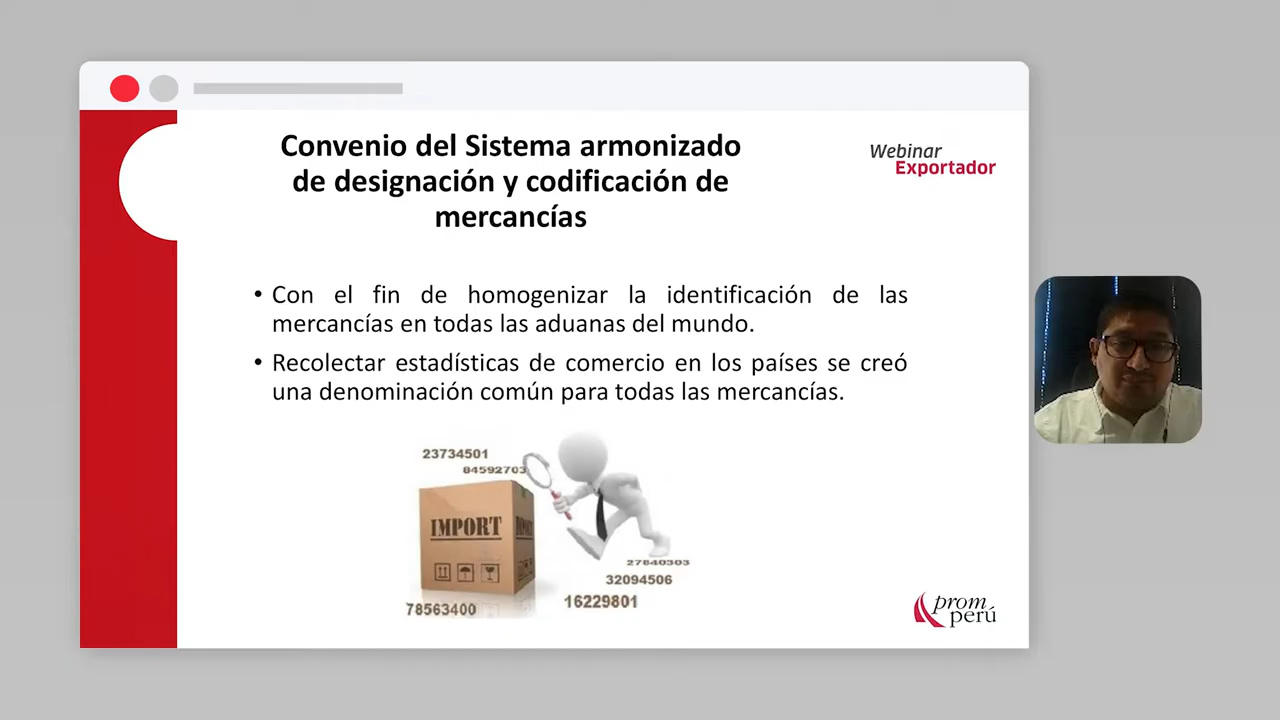 Convenio del Sistema armonizado
de designación y codificación de
mercancías
Webinar
Exportador
• Con el fin de homogenizar la identificación de las
mercancías en todas las aduanas del mundo.
• Recolectar estadísticas de comercio en los países se creó
una denominación común para todas las mercancías.
23734501
84592703
IMPORT
27840303
32094506
16229801
78563400
prom
perú